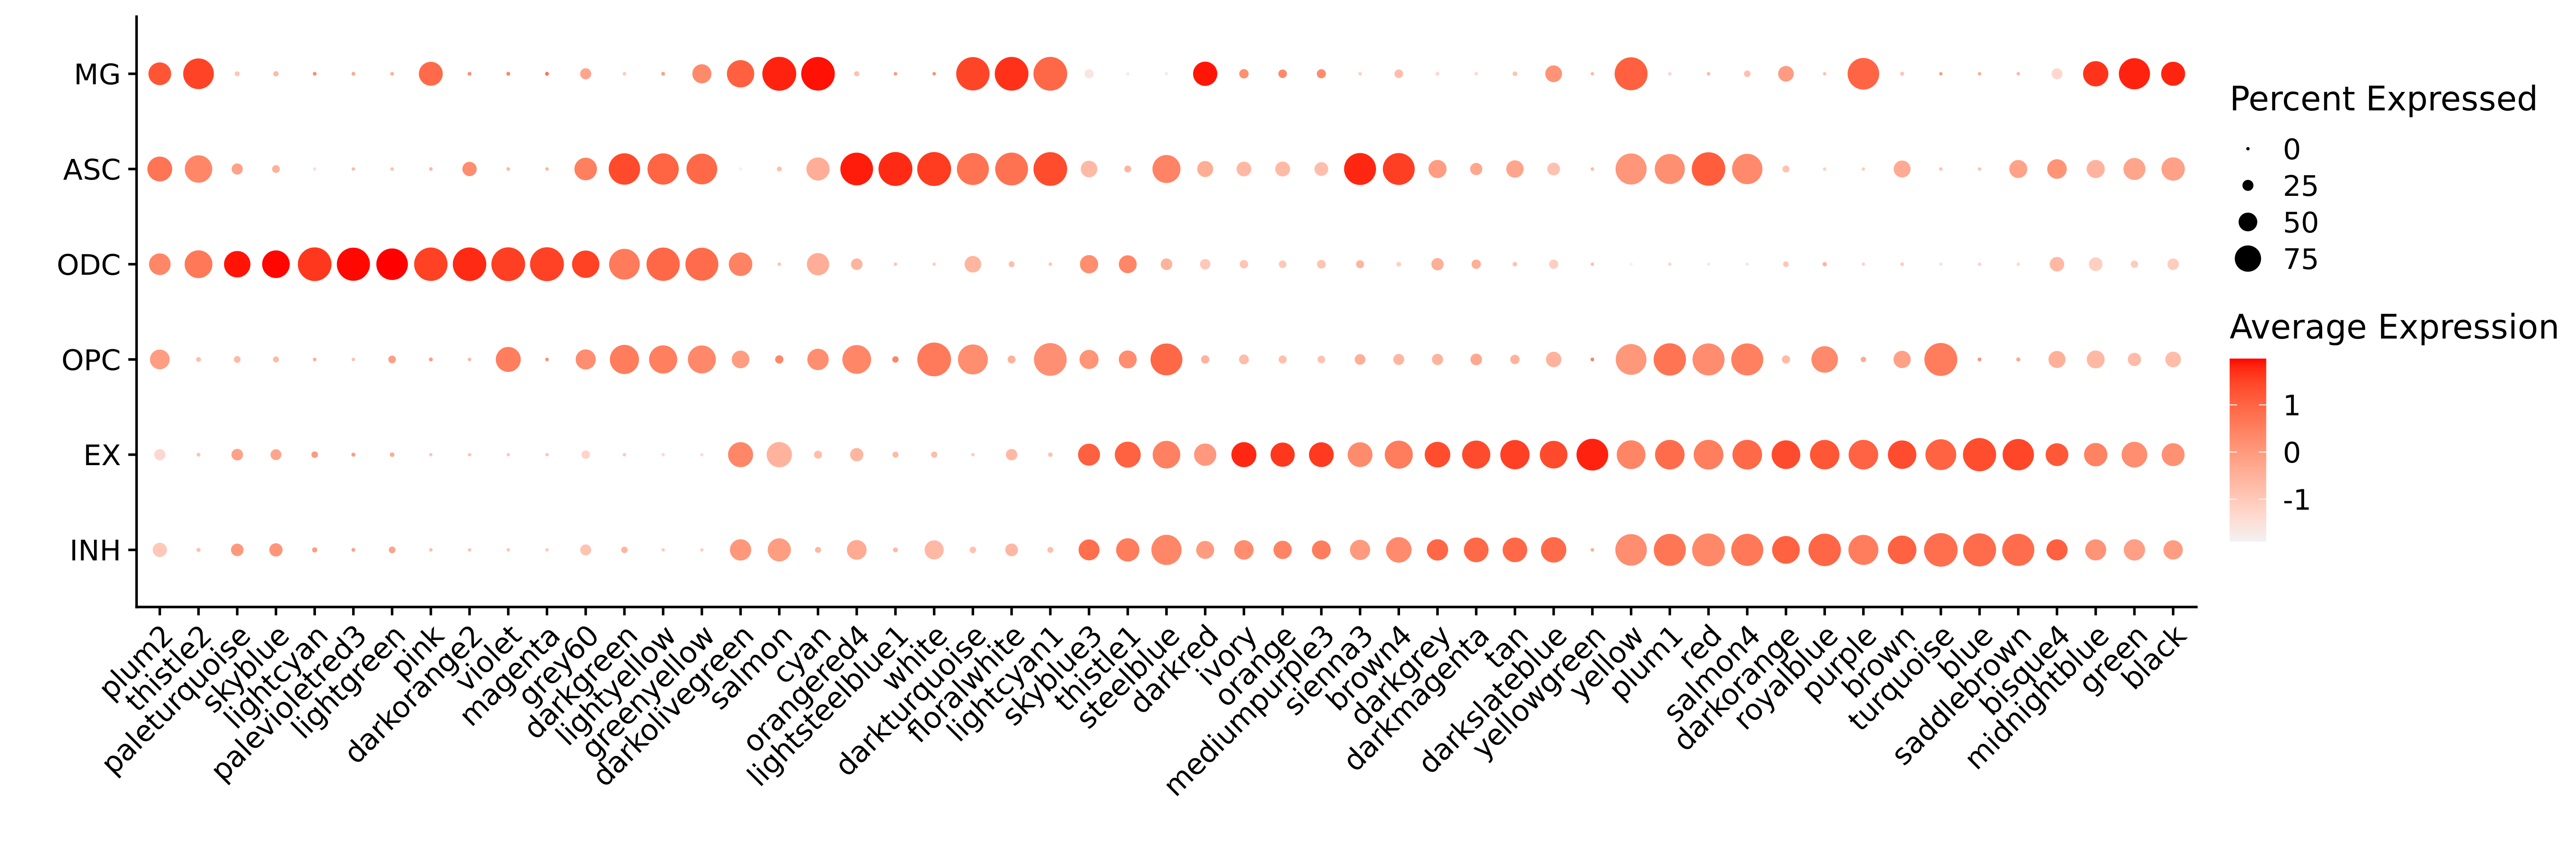 MG
ASC
ODC
OPC
EX
INH
plum2
thistle2
paleturquoise
skyblue
lightcyan
palevioletred3
lightgreen
pink
darkorange2
violet
magenta
grey60
darkgreen
lightyellow
greenyellow
darkolivegreen
salmon
cyan
orangered4
lightsteelblue1
white
darkturquoise
floralwhite
lightcyan1
skyblue3
thistle1
steelblue
darkred
ivory
orange
mediumpurple3
sienna3
brown4
darkgrey
darkmagenta
tan
darkslateblue
yellowgreen
yellow
plum1
red
salmon4
darkorange
royalblue
purple
brown
turquoise
blue
saddlebrown
bisque4
midnightblue
green
black
Percent Expressed
0
25
50
75
Average Expression
1
0
-1